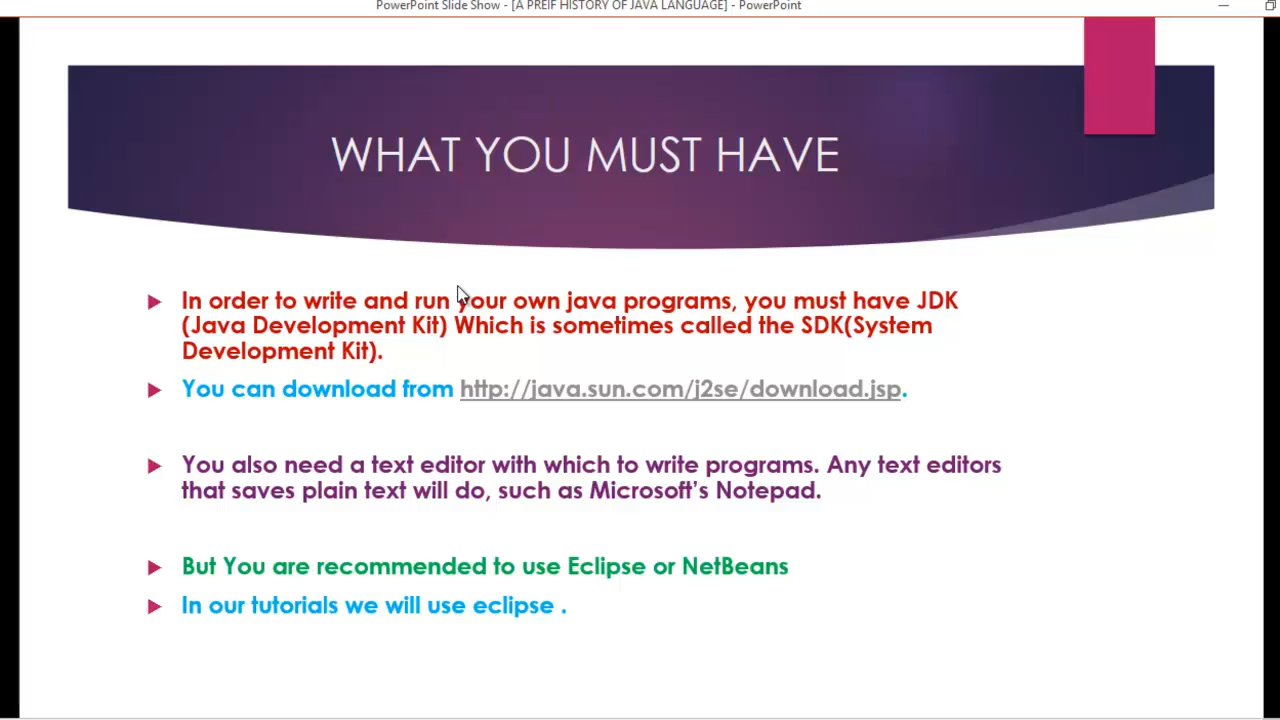 PowerPoint Slide Show - [A PREIF HISTORY OF JAVA LANGUAGE] - PowerPoint
WHAT YOU MUST HAVE
In order to write and run your own java programs, you must have JDK
(Java Development Kit) Which is sometimes called the SDK(System
Development Kit).
You can download from http://java.sun.com/j2se/download.jsp.
You also need a text editor with which to write programs. Any text editors
that saves plain text will do, such as Microsoft's Notepad.
But You are recommended to use Eclipse or NetBeans
In our tutorials we will use eclipse .